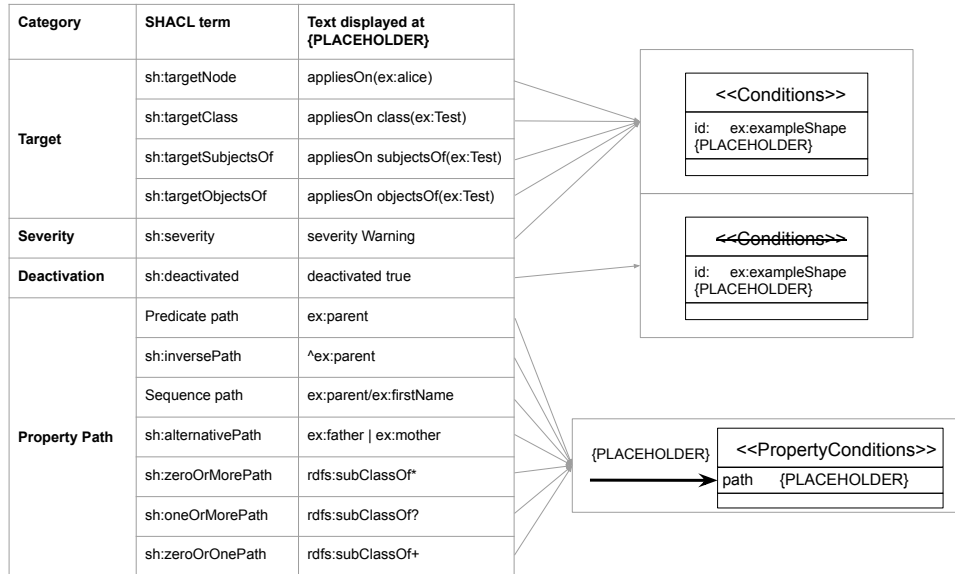 Category SHACL term Text displayed at
{PLACEHOLDER}
Target
sh:targetNode appliesOn(ex:alice)
sh:targetClass appliesOn class(ex:Test)
sh:targetSubjectsOf appliesOn subjectsOf(ex:Test)
sh:targetObjectsOf appliesOn objectsOf(ex:Test)
Severity sh:severity severity Warning
Deactivation sh:deactivated deactivated true
Property Path
Predicate path ex:parent
sh:inversePath ^ex:parent
Sequence path ex:parent/ex:firstName
sh:alternativePath ex:father | ex:mother
sh:zeroOrMorePath rdfs:subClassOf*
sh:oneOrMorePath rdfs:subClassOf?
sh:zeroOrOnePath rdfs:subClassOf+
<<Conditions>>
id: ex:exampleShape
{PLACEHOLDER}
<<Conditions>>
id: ex:exampleShape
{PLACEHOLDER}
{PLACEHOLDER}
<<PropertyConditions>>
path {PLACEHOLDER}